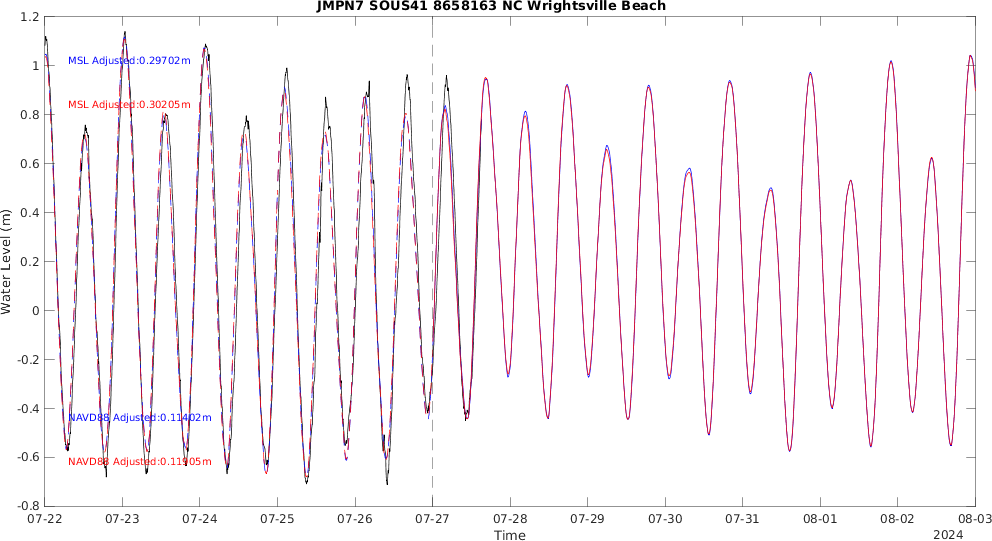 JMPN7 SOUS41 8658163 NC Wrightsville Beach
1.2
1
0.8
0.6
0.4
0.2
0
-0.2
-0.4
-0.6
-0.8
Water Level (m)
MSL Adjusted:0.29702m
MSL Adjusted:0.30205m
NAVD88 Adjusted:0.11402m
NAVD88 Adjusted:0.11905m
07-22 07-23 07-24 07-25 07-26 07-27 07-28 07-29 07-30 07-31 08-01 08-02 08-03
Time
2024